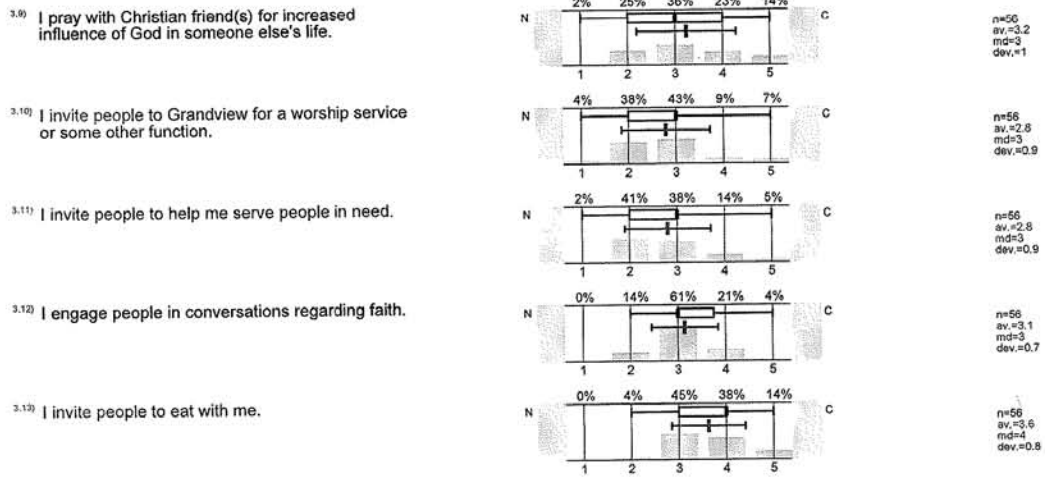 3.9) I pray with Christian friend(s) for increased
influence of God in someone else's life.
2% 25% 36% 23% 14%
N C
1 2 3 4 5
n=56
av.=3.2
md=3
dev.=1
3.10) I invite people to Grandview for a worship service
or some other function.
4% 38% 43% 9% 7%
N C
1 2 3 4 5
n=56
av.=2.8
md=3
dev.=0.9
3.11) I invite people to help me serve people in need.
2% 41% 38% 14% 5%
N C
1 2 3 4 5
n=56
av.=2.8
md=3
dev.=0.9
3.12) I engage people in conversations regarding faith.
0% 14% 61% 21% 4%
N C
1 2 3 4 5
n=56
av.=3.1
md=3
dev.=0.7
3.13) I invite people to eat with me.
0% 4% 45% 38% 14%
N C
1 2 3 4 5
n=56
av.=3.6
md=4
dev.=0.8